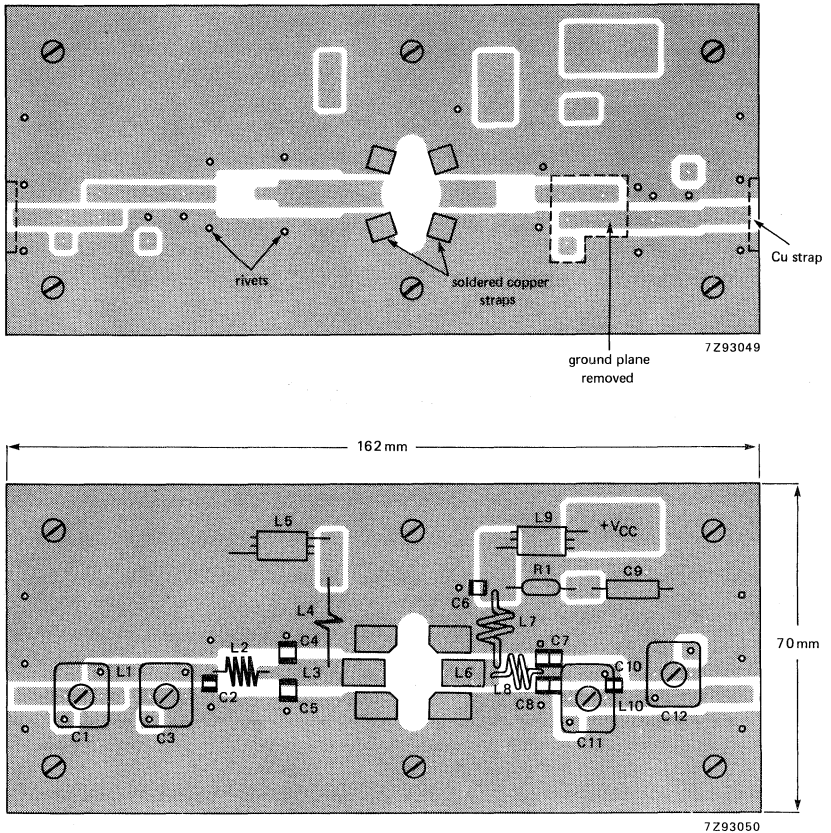 rivets
soldered copper
straps
Cu strap
7Z93049
ground plane
removed
162 mm
L5
L9
+VCC
R1
C9
C6
L4
L7
70 mm
L2
C4
C7
L1
L3
L6
C10
C2
L8
C5
C8
L10
C12
C1
C3
C11
7Z93050